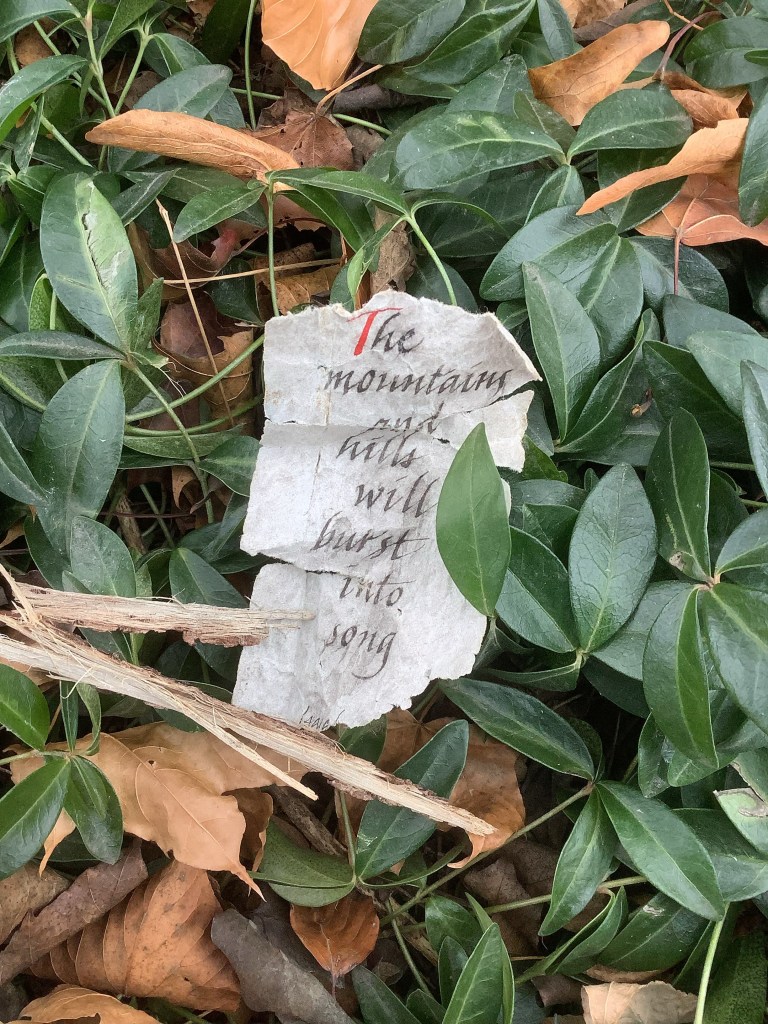 The
mountains
and
hills
will
burst
into
song